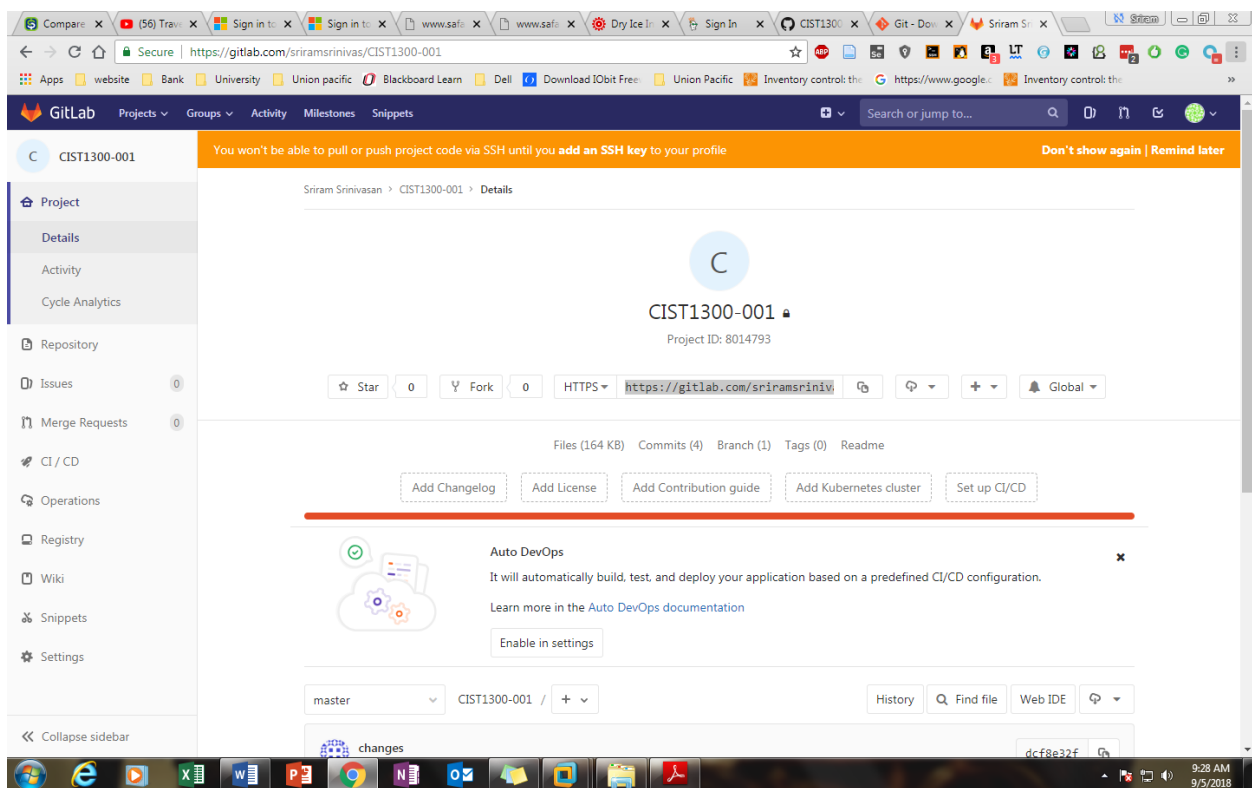 Compare
(56) Trav
Sign in to
Sign in to
www.safa
www.safa
Dry Ice In
Sign In
CIST1300
Git - Dow
Sriram Sri
Sriram
Secure
https://gitlab.com/sriramsrinivas/CIST1300-001
Apps
website
Bank
University
Union pacific
Blackboard Learn
Dell
Download IObit Free
Union Pacific
Inventory control: the
https://www.google.c
Inventory control: the
GitLab
Projects
Groups
Activity
Milestones
Snippets
Search or jump to...
C
CIST1300-001
You won't be able to pull or push project code via SSH until you add an SSH key to your profile
Don't show again | Remind later
Project
Details
Activity
Cycle Analytics
Repository
Issues 0
Merge Requests 0
CI / CD
Operations
Registry
Wiki
Snippets
Settings
Collapse sidebar
Sriram Srinivasan > CIST1300-001 > Details
C
CIST1300-001
Project ID: 8014793
Star 0
Fork 0
HTTPS
https://gitlab.com/sriramsriniv
Global
Files (164 KB) Commits (4) Branch (1) Tags (0) Readme
Add Changelog
Add License
Add Contribution guide
Add Kubernetes cluster
Set up CI/CD
Auto DevOps
It will automatically build, test, and deploy your application based on a predefined CI/CD configuration.
Learn more in the Auto DevOps documentation
Enable in settings
master
CIST1300-001 / +
History
Find file
Web IDE
changes
dcf8e32f
9:28 AM
9/5/2018